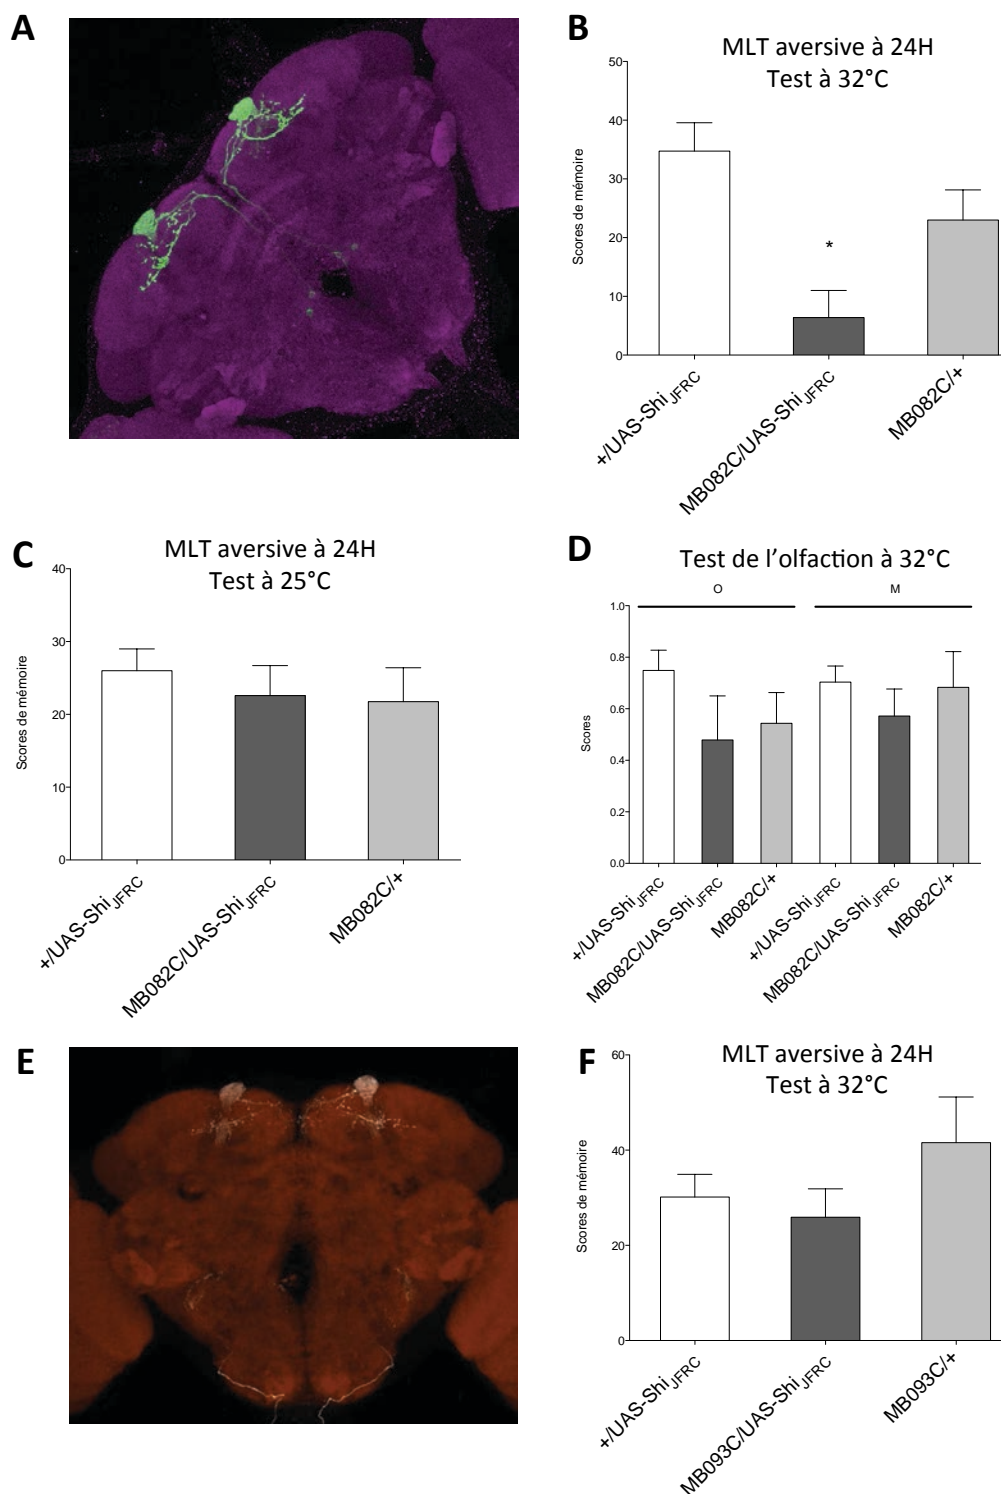 A
B
MLT aversive à 24H
Test à 32°C
50
40
30
20
10
0
Scores de mémoire
*
+/UAS-Shi JFRC
MB082C/UAS-Shi JFRC
MB082C/+
C
MLT aversive à 24H
Test à 25°C
40
30
20
10
0
Scores de mémoire
+/UAS-Shi JFRC
MB082C/UAS-Shi JFRC
MB082C/+
D
Test de l'olfaction à 32°C
O
M
1.0
0.8
0.6
0.4
0.2
0.0
Scores
+/UAS-Shi JFRC
MB082C/UAS-Shi JFRC
MB082C/+
+/UAS-Shi JFRC
MB082C/UAS-Shi JFRC
MB082C/+
E
F
MLT aversive à 24H
Test à 32°C
60
40
20
0
Scores de mémoire
+/UAS-Shi JFRC
MB093C/UAS-Shi JFRC
MB093C/+